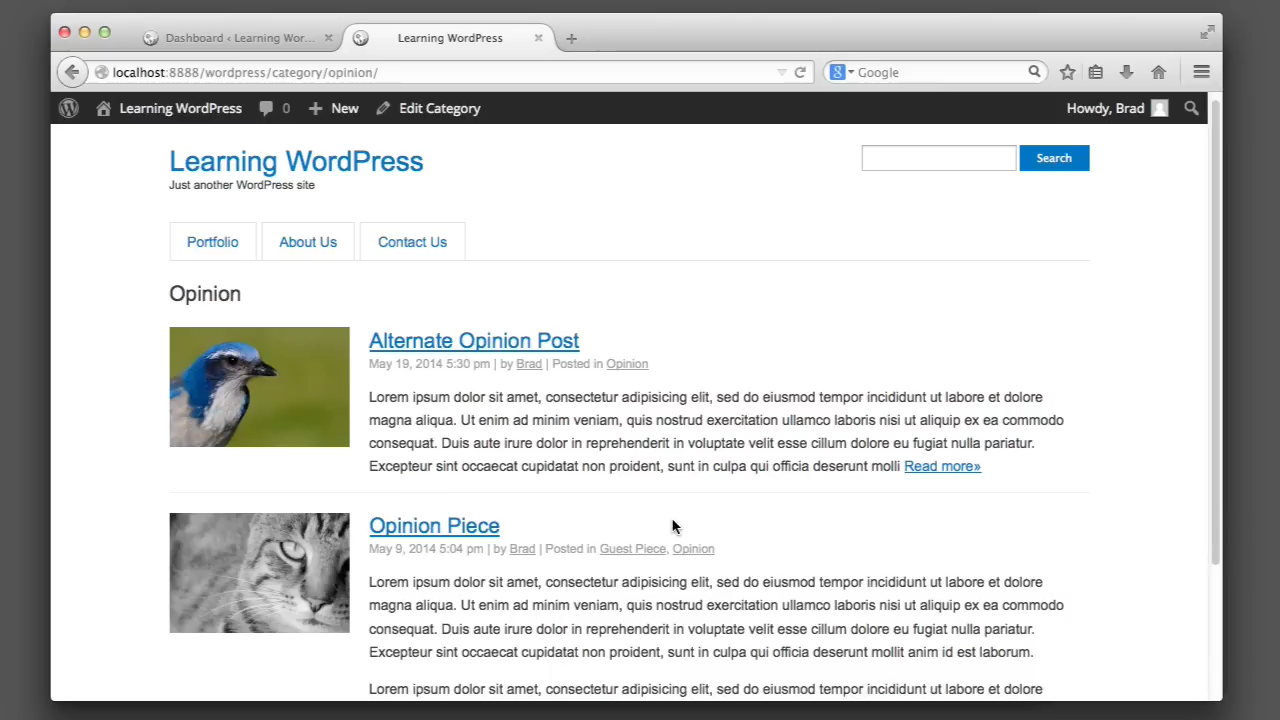 Dashboard ‹ Learning Wor...
Learning WordPress
localhost:8888/wordpress/category/opinion/
Google
Learning WordPress 0 New Edit Category
Howdy, Brad
Learning WordPress
Just another WordPress site
Search
Portfolio About Us Contact Us
Opinion
Alternate Opinion Post
May 19, 2014 5:30 pm | by Brad | Posted in Opinion
Lorem ipsum dolor sit amet, consectetur adipisicing elit, sed do eiusmod tempor incididunt ut labore et dolore
magna aliqua. Ut enim ad minim veniam, quis nostrud exercitation ullamco laboris nisi ut aliquip ex ea commodo
consequat. Duis aute irure dolor in reprehenderit in voluptate velit esse cillum dolore eu fugiat nulla pariatur.
Excepteur sint occaecat cupidatat non proident, sunt in culpa qui officia deserunt molli Read more»
Opinion Piece
May 9, 2014 5:04 pm | by Brad | Posted in Guest Piece, Opinion
Lorem ipsum dolor sit amet, consectetur adipisicing elit, sed do eiusmod tempor incididunt ut labore et dolore
magna aliqua. Ut enim ad minim veniam, quis nostrud exercitation ullamco laboris nisi ut aliquip ex ea commodo
consequat. Duis aute irure dolor in reprehenderit in voluptate velit esse cillum dolore eu fugiat nulla pariatur.
Excepteur sint occaecat cupidatat non proident, sunt in culpa qui officia deserunt mollit anim id est laborum.
Lorem ipsum dolor sit amet, consectetur adipisicing elit, sed do eiusmod tempor incididunt ut labore et dolore